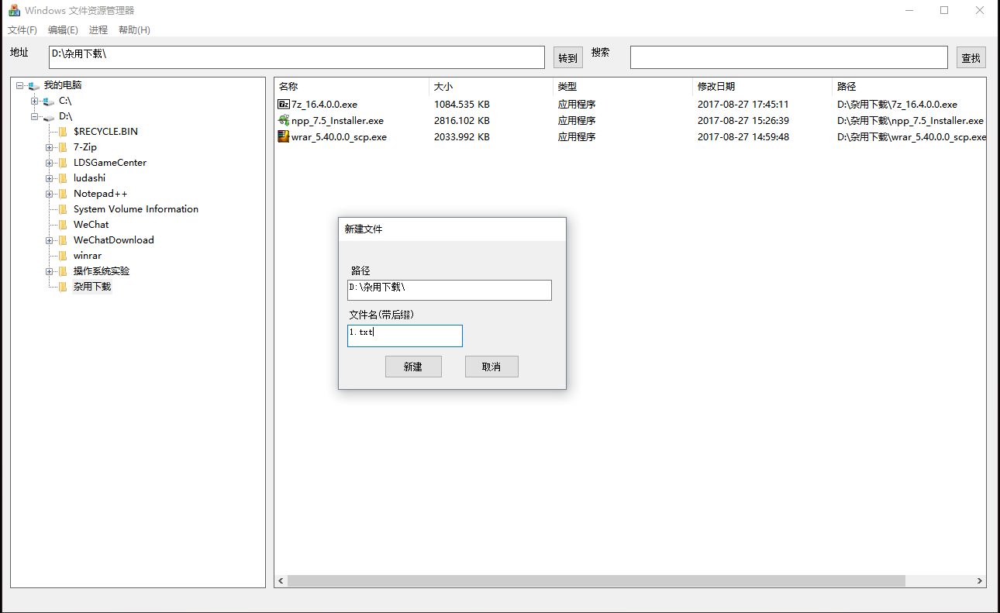 Windows 文件资源管理器
文件(F) 编辑(E) 进程 帮助(H)
地址 D:\杂用下载\ 转到 搜索 查找
我的电脑
C:\
D:\
$RECYCLE.BIN
7-Zip
LDSGameCenter
ludashi
Notepad++
System Volume Information
WeChat
WeChatDownload
winrar
操作系统实验
杂用下载
名称 大小 类型 修改日期 路径
7z_16.4.0.0.exe 1084.535 KB 应用程序 2017-08-27 17:45:11 D:\杂用下载\7z_16.4.0.0.exe
npp_7.5_Installer.exe 2816.102 KB 应用程序 2017-08-27 15:26:39 D:\杂用下载\npp_7.5_Installer.exe
wrar_5.40.0.0_scp.exe 2033.992 KB 应用程序 2017-08-27 14:59:48 D:\杂用下载\wrar_5.40.0.0_scp.exe
新建文件
路径
D:\杂用下载\
文件名(带后缀)
1.txt
新建 取消